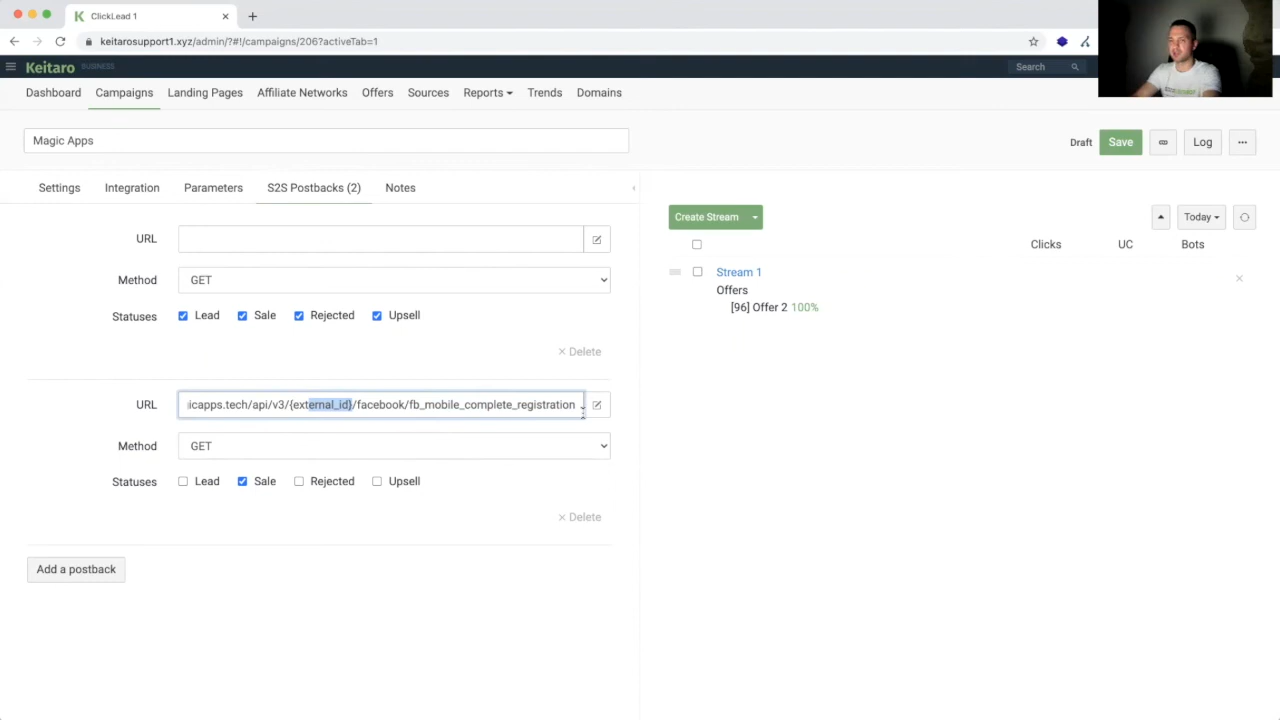 ClickLead 1
keitarosupport1.xyz/admin/?#!/campaigns/206?activeTab=1
Keitaro BUSINESS
Search
Dashboard Campaigns Landing Pages Affiliate Networks Offers Sources Reports Trends Domains
Magic Apps
Draft Save Log ...
Settings Integration Parameters S2S Postbacks (2) Notes
Create Stream Today
URL
Clicks UC Bots
Method GET
Stream 1
Offers
[96] Offer 2 100%
Statuses Lead Sale Rejected Upsell
× Delete
URL icapps.tech/api/v3/{external_id}/facebook/fb_mobile_complete_registration
Method GET
Statuses Lead Sale Rejected Upsell
× Delete
Add a postback